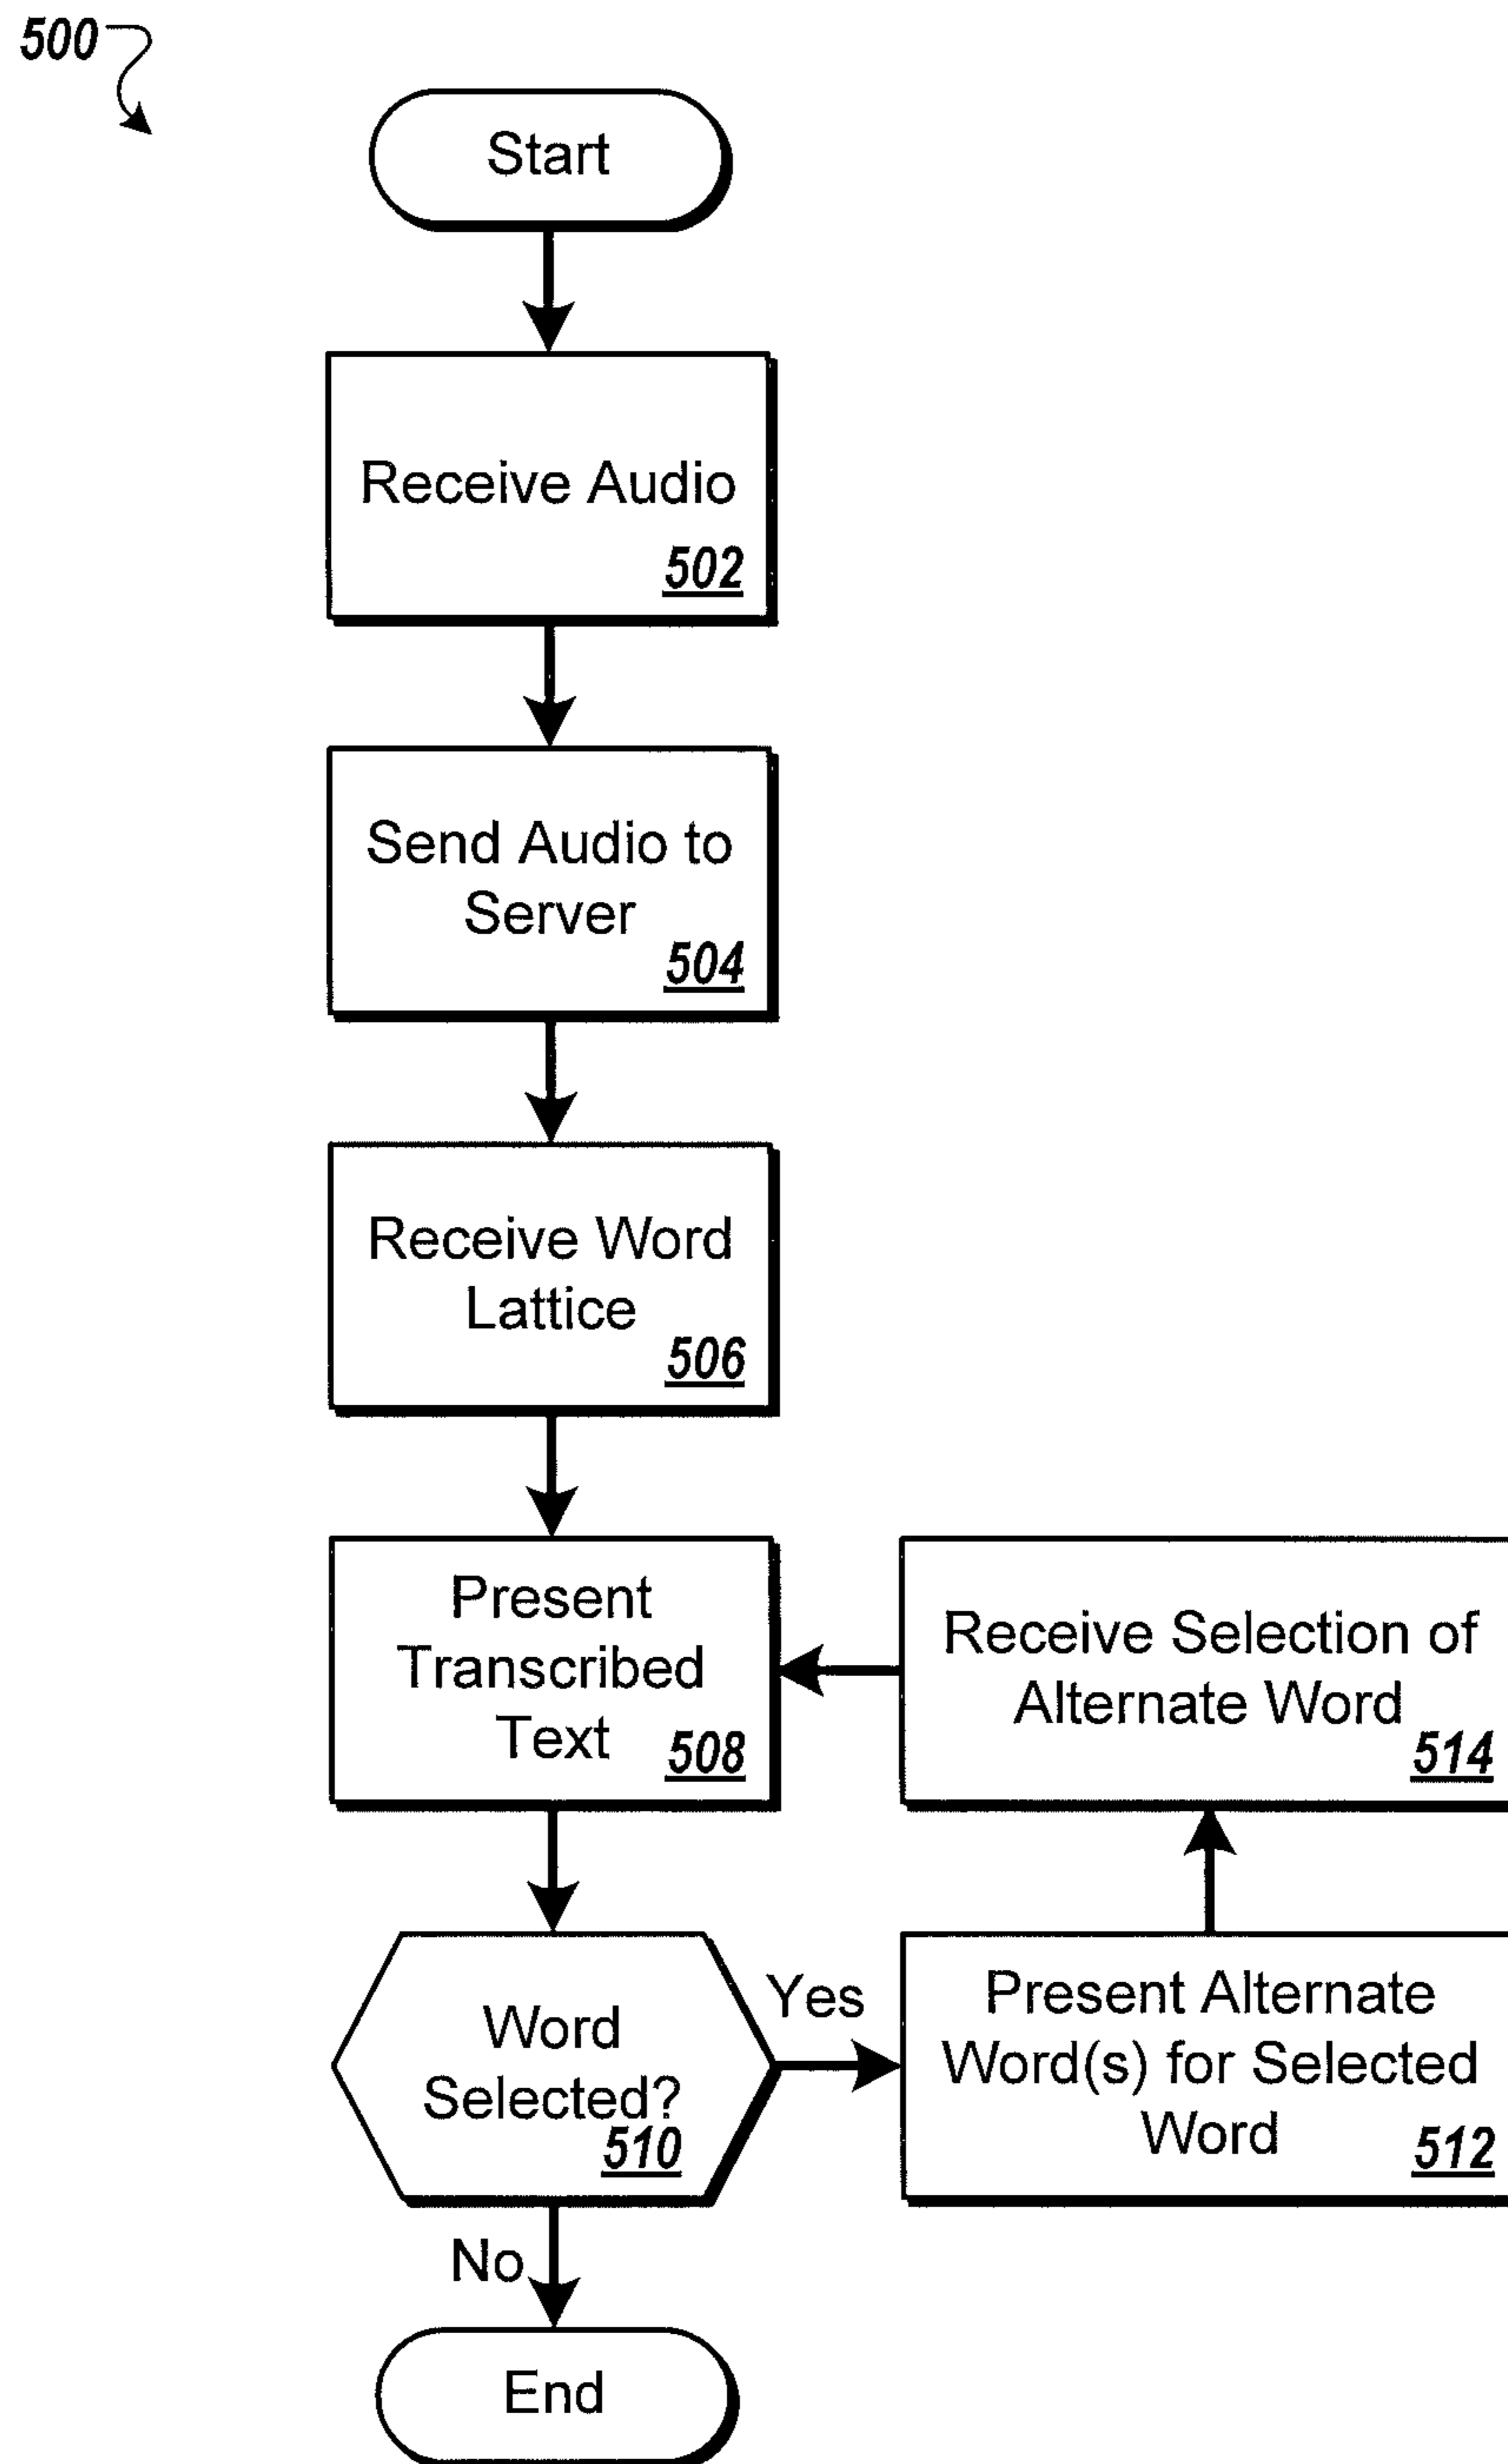 500
Start
Receive Audio
502
Send Audio to
Server
504
Receive Word
Lattice
506
Present
Transcribed
Text
508
Receive Selection of
Alternate Word
514
Word
Selected?
510
Yes
Present Alternate
Word(s) for Selected
Word
512
No
End